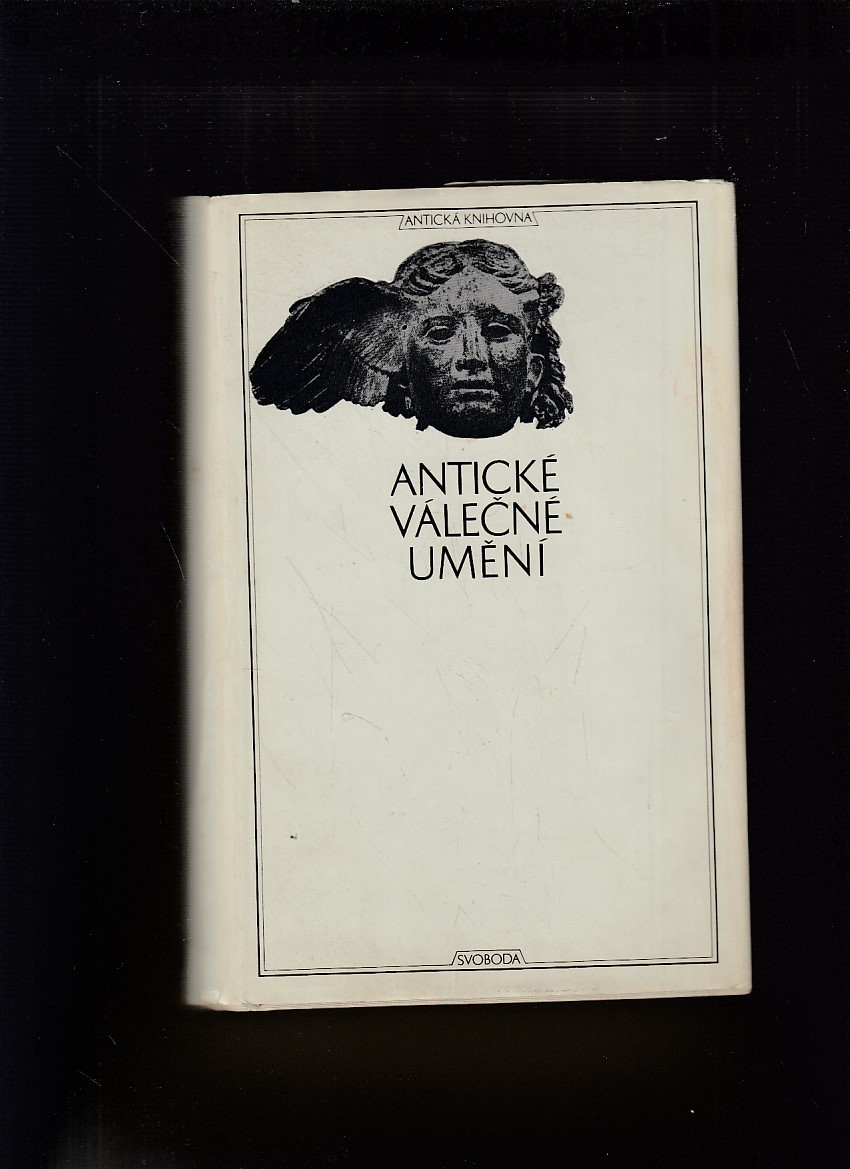 ANTICKÁ KNIHOVNA
ANTICKÉ
VÁLEČNÉ
UMĚNÍ
SVOBODA